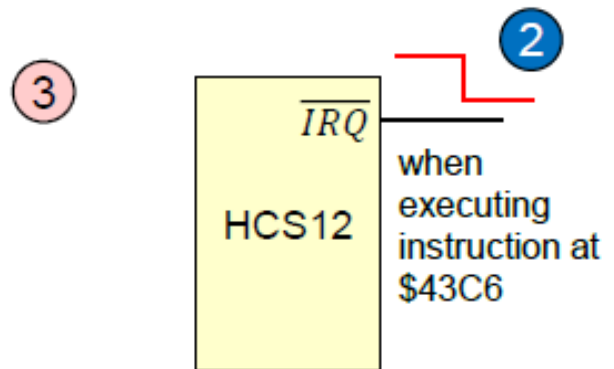 2
3
IRQ
HCS12
when
executing
instruction at
$43C6